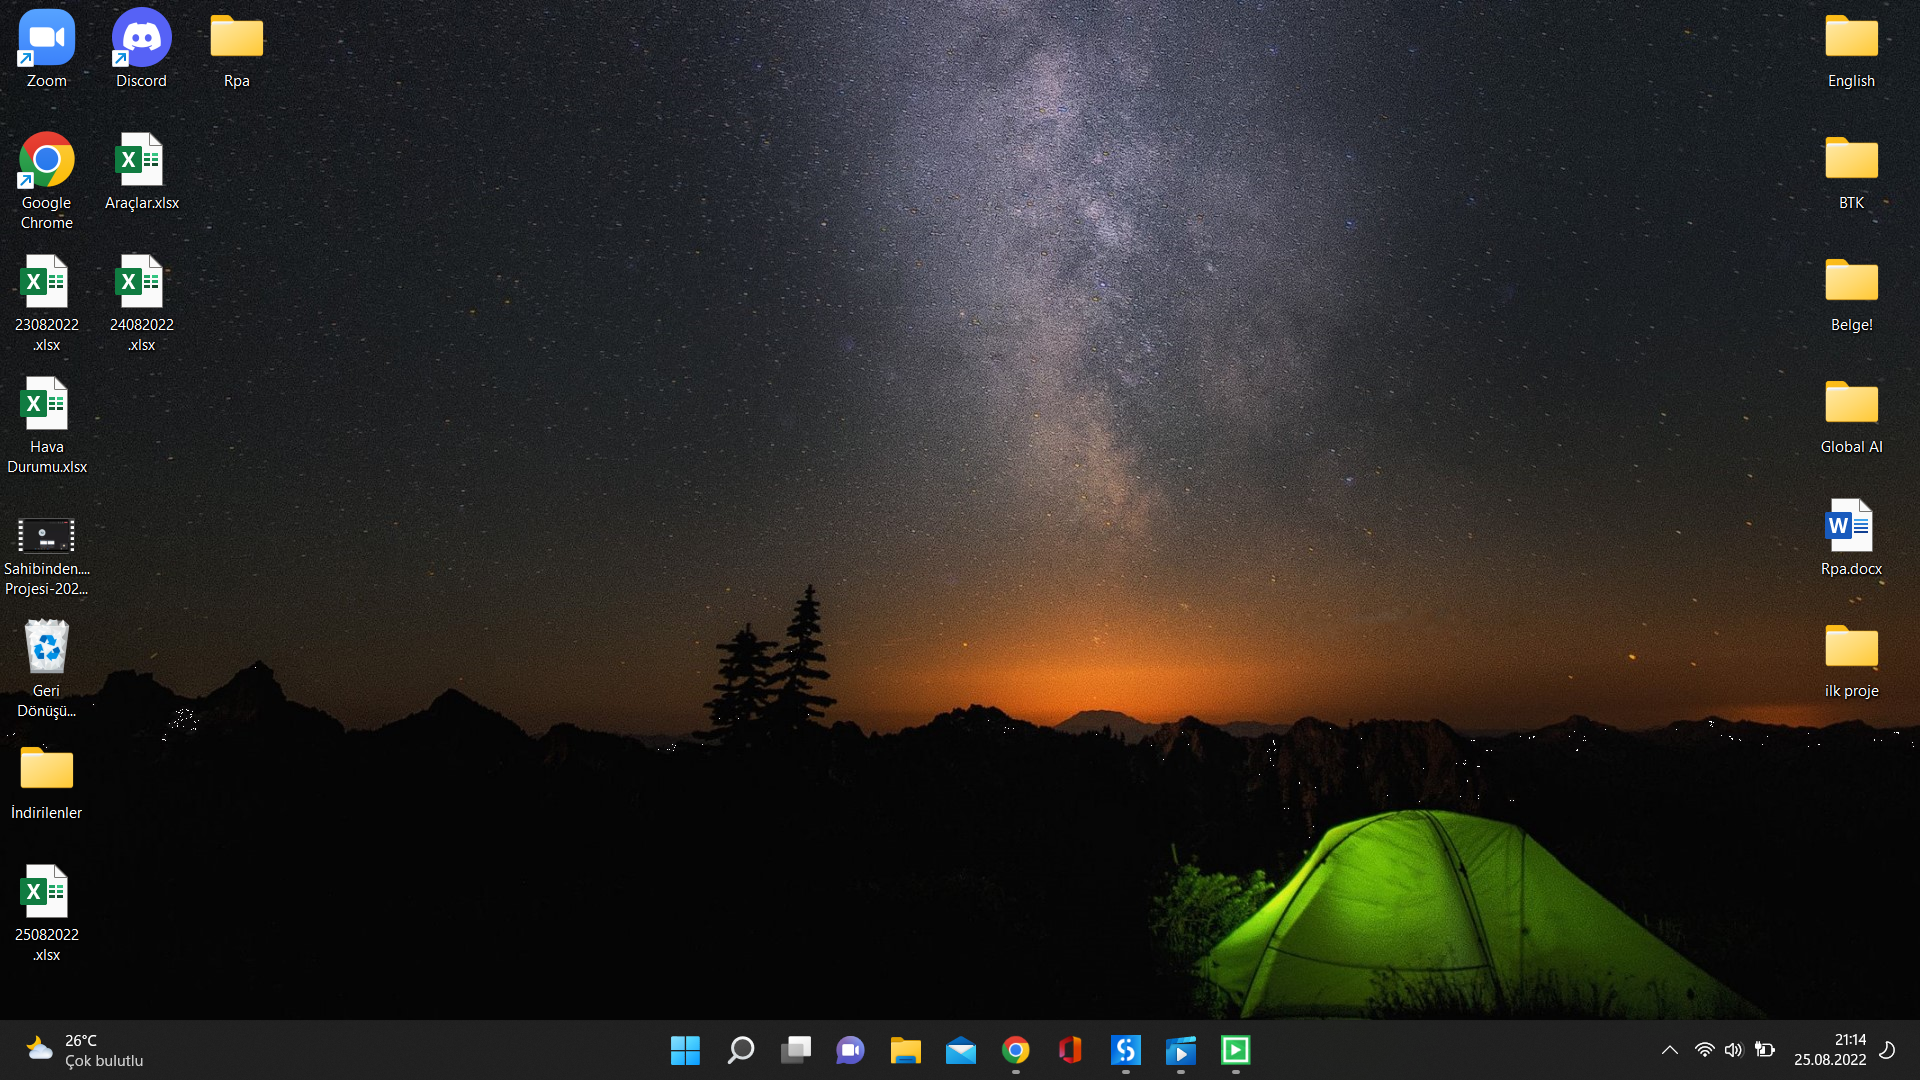 Zoom
Discord
Rpa
English
Google
Chrome
Araçlar.xlsx
BTK
23082022
.xlsx
24082022
.xlsx
Belge!
Hava
Durumu.xlsx
Global AI
Sahibinden....
Projesi-202...
Rpa.docx
Geri
Dönüşü...
ilk proje
İndirilenler
25082022
.xlsx
26°C
Çok bulutlu
21:14
25.08.2022